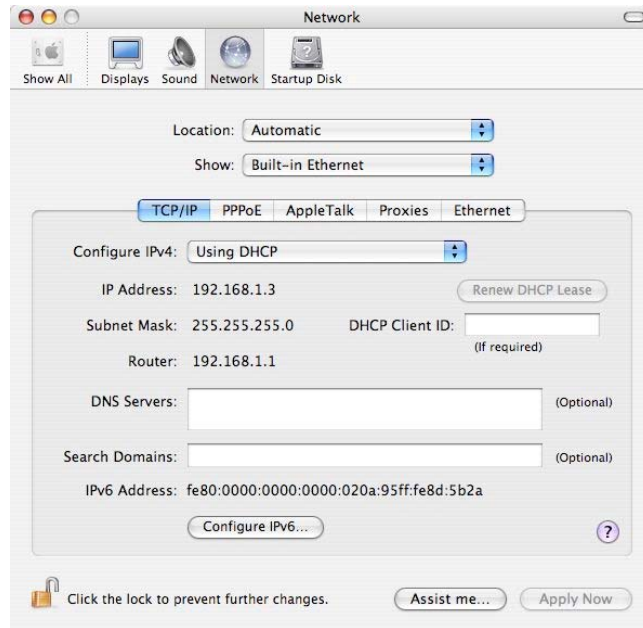 Network
Show All Displays Sound Network Startup Disk
Location: Automatic
Show: Built-in Ethernet
TCP/IP PPPoE AppleTalk Proxies Ethernet
Configure IPv4: Using DHCP
IP Address: 192.168.1.3 Renew DHCP Lease
Subnet Mask: 255.255.255.0 DHCP Client ID:
(If required)
Router: 192.168.1.1
DNS Servers: (Optional)
Search Domains: (Optional)
IPv6 Address: fe80:0000:0000:0000:020a:95ff:fe8d:5b2a
Configure IPv6...
?
Click the lock to prevent further changes. Assist me... Apply Now